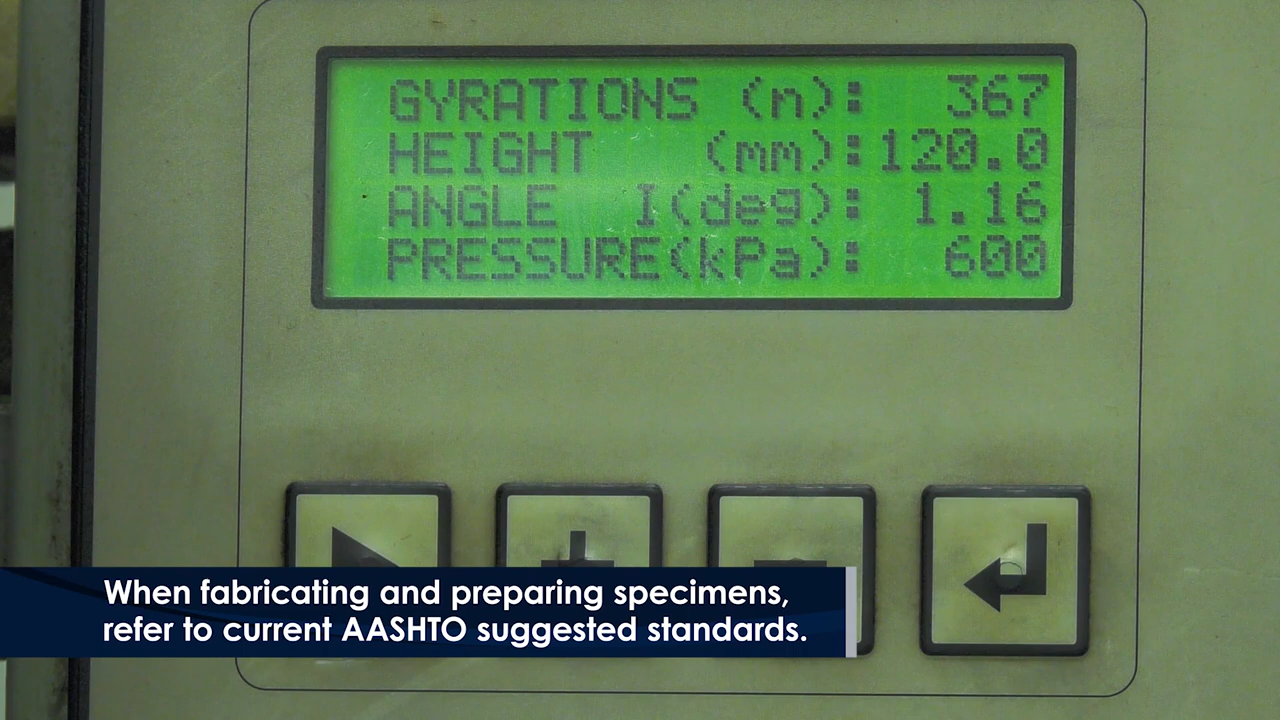 GYRATIONS (n): 367
HEIGHT (mm):120.0
ANGLE I(deg): 1.16
PRESSURE(kPa): 600
When fabricating and preparing specimens,
refer to current AASHTO suggested standards.